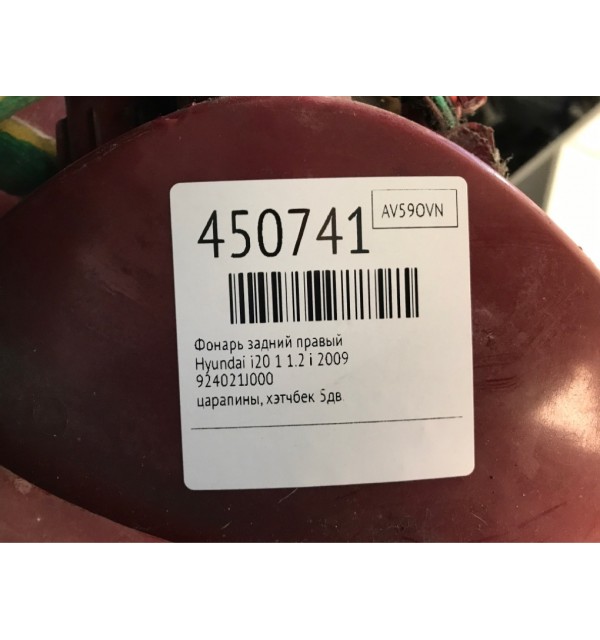 450741
AV59OVN
Фонарь задний правый
Hyundai i20 1 1.2 i 2009
924021J000
царапины, хэтчбек 5дв